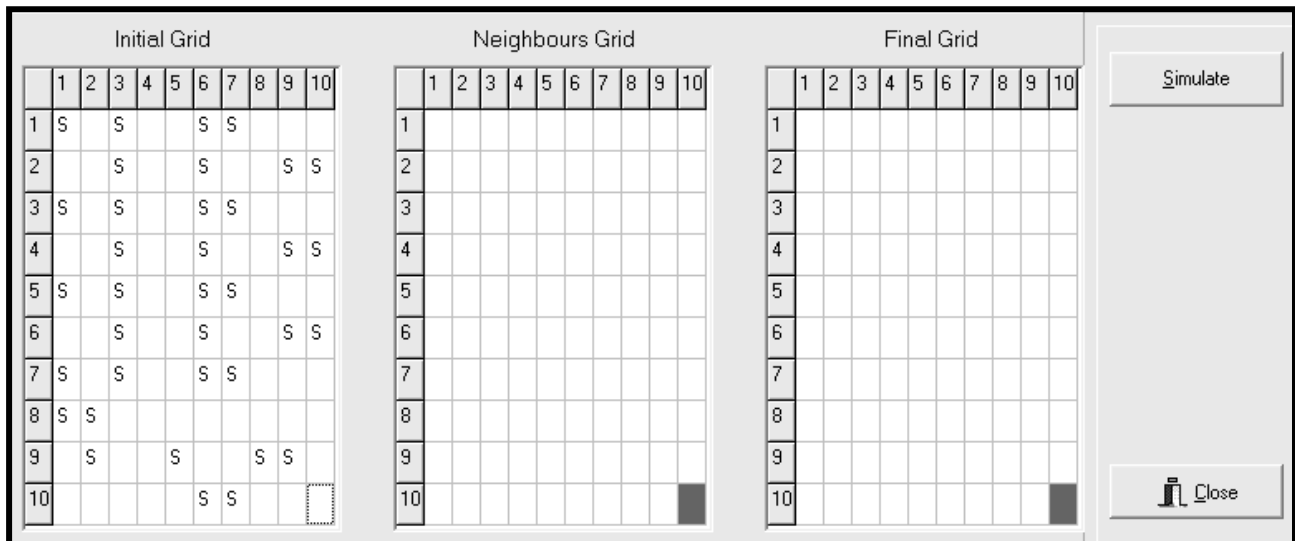 Initial Grid Neighbours Grid Final Grid
Simulate
1 2 3 4 5 6 7 8 9 10 1 2 3 4 5 6 7 8 9 10 1 2 3 4 5 6 7 8 9 10
1 S S S S 1 1
2 S S S S 2 2
3 S S S S 3 3
4 S S S S 4 4
5 S S S S 5 5
6 S S S S 6 6
7 S S S S 7 7
8 S S 8 8
9 S S S S 9 9
10 S S 10 10
Close